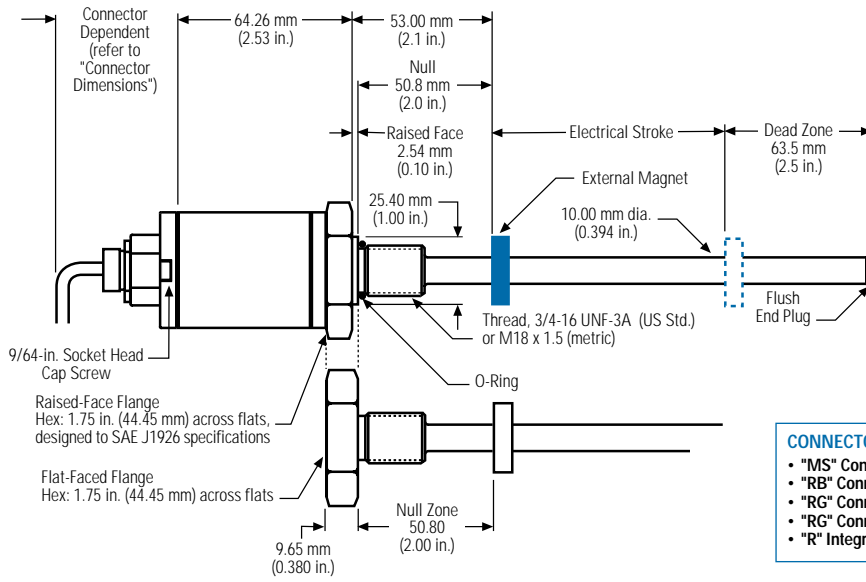 Connector
Dependent
(refer to
"Connector
Dimensions")
64.26 mm
(2.53 in.)
53.00 mm
(2.1 in.)
Null
50.8 mm
(2.0 in.)
Raised Face
2.54 mm
(0.10 in.)
Electrical Stroke
Dead Zone
63.5 mm
(2.5 in.)
25.40 mm
(1.00 in.)
External Magnet
10.00 mm dia.
(0.394 in.)
Flush
End Plug
Thread, 3/4-16 UNF-3A (US Std.)
or M18 x 1.5 (metric)
9/64-in. Socket Head
Cap Screw
O-Ring
Raised-Face Flange
Hex: 1.75 in. (44.45 mm) across flats,
designed to SAE J1926 specifications
Flat-Faced Flange
Hex: 1.75 in. (44.45 mm) across flats
Null Zone
50.80
(2.00 in.)
9.65 mm
(0.380 in.)
• "MS"
• "RB"
• "RG"
• "RG"
• "R"